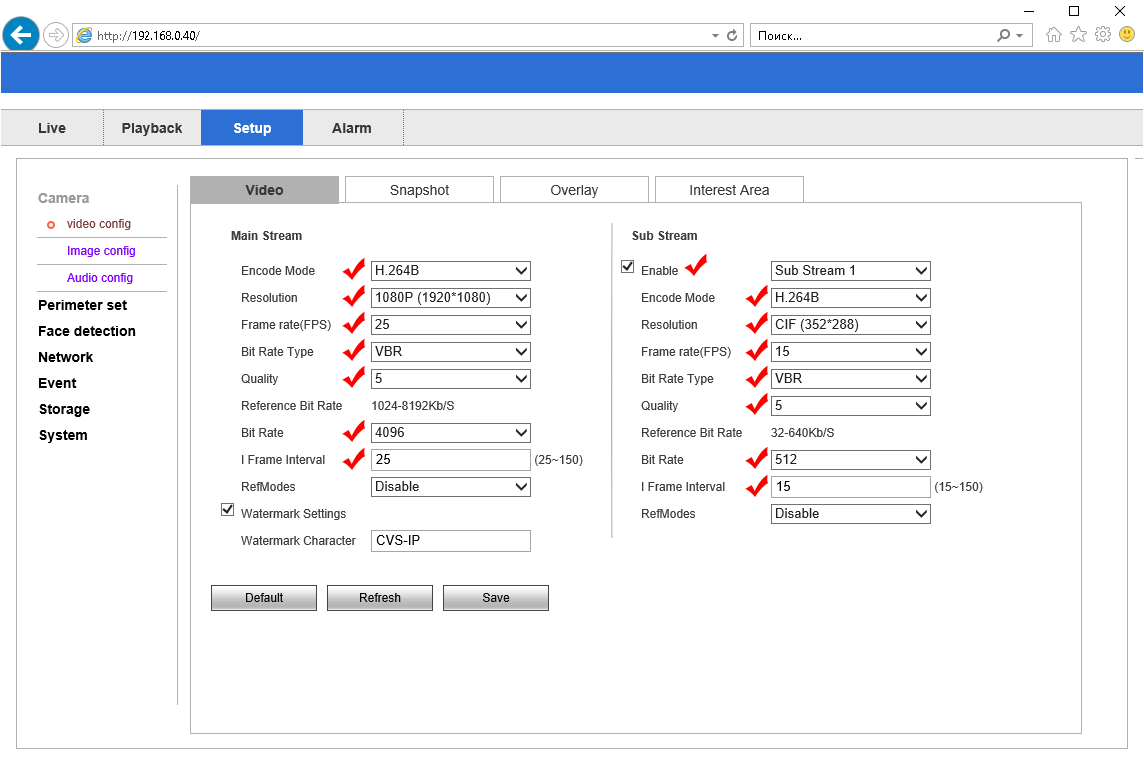 http://192.168.0.40/
Поиск...
Live Playback Setup Alarm
Camera
video config
Image config
Audio config
Perimeter set
Face detection
Network
Event
Storage
System
Video Snapshot Overlay Interest Area
Main Stream
Encode Mode H.264B
Resolution 1080P (1920*1080)
Frame rate(FPS) 25
Bit Rate Type VBR
Quality 5
Reference Bit Rate 1024-8192Kb/S
Bit Rate 4096
I Frame Interval 25 (25~150)
RefModes Disable
Watermark Settings
Watermark Character CVS-IP
Sub Stream
Enable Sub Stream 1
Encode Mode H.264B
Resolution CIF (352*288)
Frame rate(FPS) 15
Bit Rate Type VBR
Quality 5
Reference Bit Rate 32-640Kb/S
Bit Rate 512
I Frame Interval 15 (15~150)
RefModes Disable
Default Refresh Save